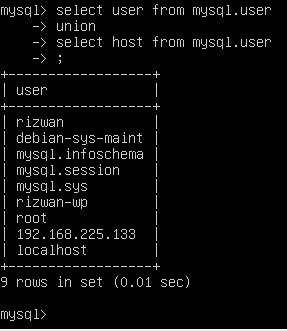 mysql> select user from mysql.user
    -> union
    -> select host from mysql.user
    -> ;
+------------------+
| user             |
+------------------+
| rizwan           |
| debian-sys-maint |
| mysql.infoschema |
| mysql.session    |
| mysql.sys        |
| rizwan-wp        |
| root             |
| 192.168.225.133  |
| localhost        |
+------------------+
9 rows in set (0.01 sec)
mysql>